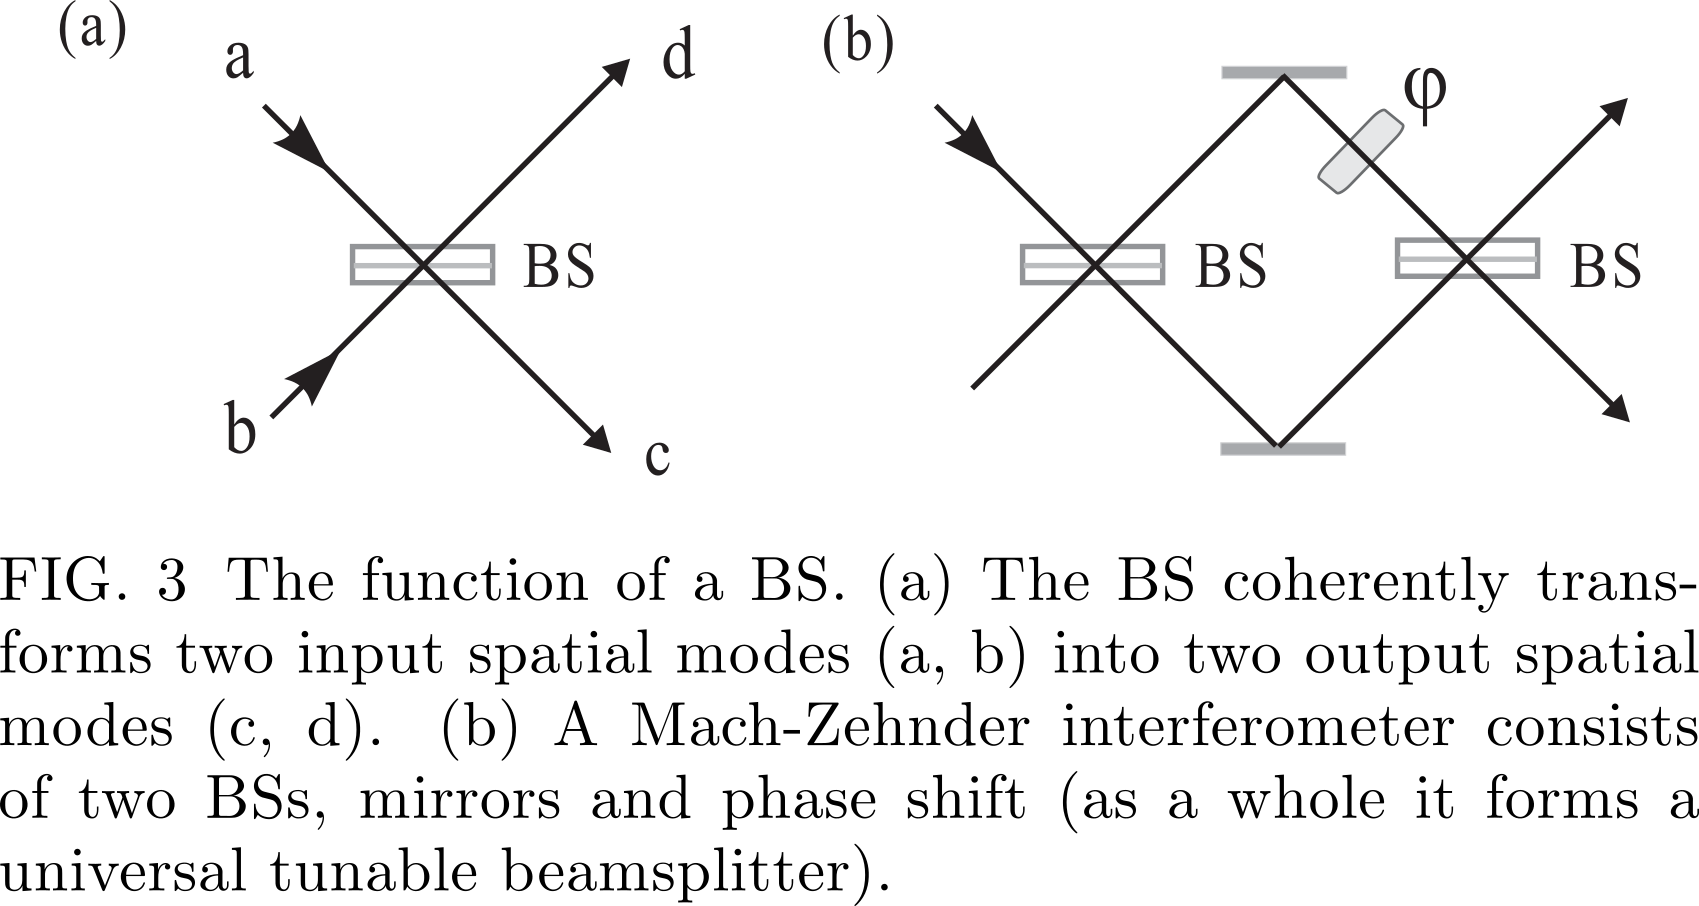 (a)
a
d
b
c
BS
(b)
φ
BS
BS
FIG. 3 The function of a BS. (a) The BS coherently trans-
forms two input spatial modes (a, b) into two output spatial
modes (c, d). (b) A Mach-Zehnder interferometer consists
of two BSs, mirrors and phase shift (as a whole it forms a
universal tunable beamsplitter).